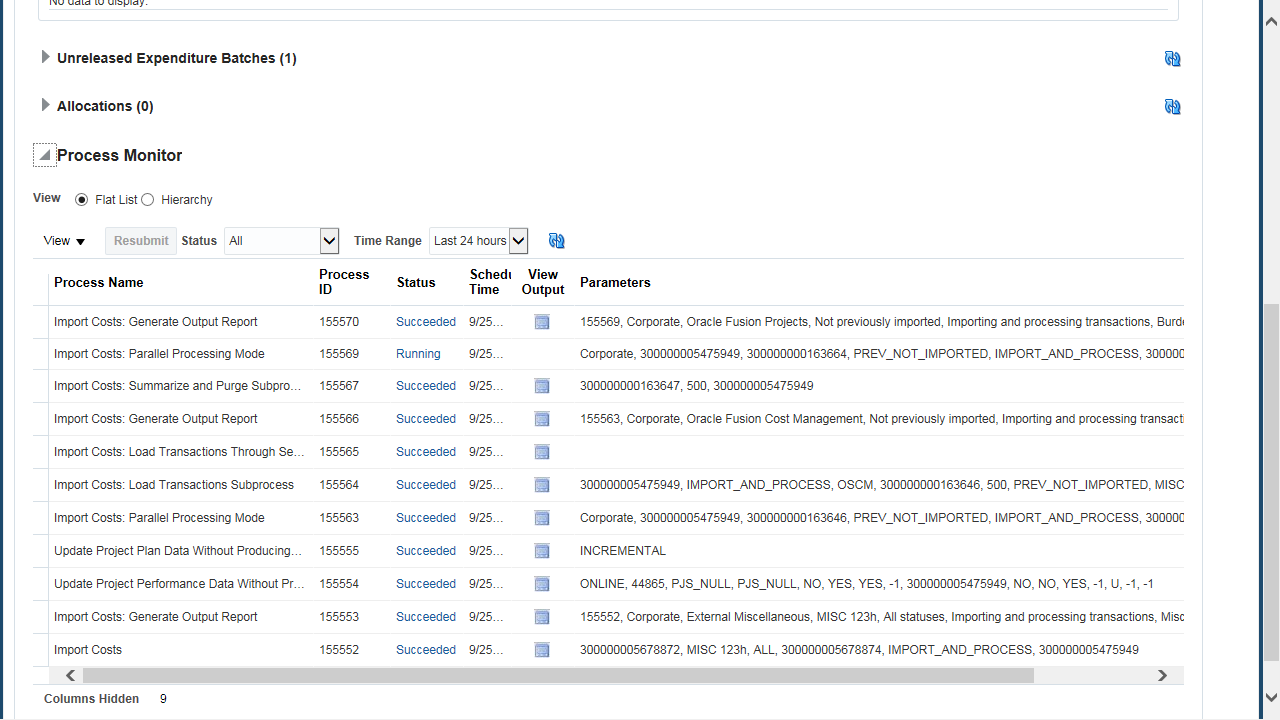 No data to display.
Unreleased Expenditure Batches (1)
Allocations (0)
Process Monitor
View Flat List Hierarchy
View Resubmit Status All Time Range Last 24 hours
Process Name Process ID Status Schedu Time View Output Parameters
Import Costs: Generate Output Report 155570 Succeeded 9/25... 155569, Corporate, Oracle Fusion Projects, Not previously imported, Importing and processing transactions, Burde
Import Costs: Parallel Processing Mode 155569 Running 9/25... Corporate, 300000005475949, 300000000163664, PREV_NOT_IMPORTED, IMPORT_AND_PROCESS, 300000
Import Costs: Summarize and Purge Subpro... 155567 Succeeded 9/25... 300000000163647, 500, 300000005475949
Import Costs: Generate Output Report 155566 Succeeded 9/25... 155563, Corporate, Oracle Fusion Cost Management, Not previously imported, Importing and processing transacti
Import Costs: Load Transactions Through Se... 155565 Succeeded 9/25...
Import Costs: Load Transactions Subprocess 155564 Succeeded 9/25... 300000005475949, IMPORT_AND_PROCESS, OSCM, 300000000163646, 500, PREV_NOT_IMPORTED, MISC
Import Costs: Parallel Processing Mode 155563 Succeeded 9/25... Corporate, 300000005475949, 300000000163646, PREV_NOT_IMPORTED, IMPORT_AND_PROCESS, 300000
Update Project Plan Data Without Producing... 155555 Succeeded 9/25... INCREMENTAL
Update Project Performance Data Without Pr... 155554 Succeeded 9/25... ONLINE, 44865, PJS_NULL, PJS_NULL, NO, YES, YES, -1, 300000005475949, NO, NO, YES, -1, U, -1, -1
Import Costs: Generate Output Report 155553 Succeeded 9/25... 155552, Corporate, External Miscellaneous, MISC 123h, All statuses, Importing and processing transactions, Misc
Import Costs 155552 Succeeded 9/25... 300000005678872, MISC 123h, ALL, 300000005678874, IMPORT_AND_PROCESS, 300000005475949
Columns Hidden 9